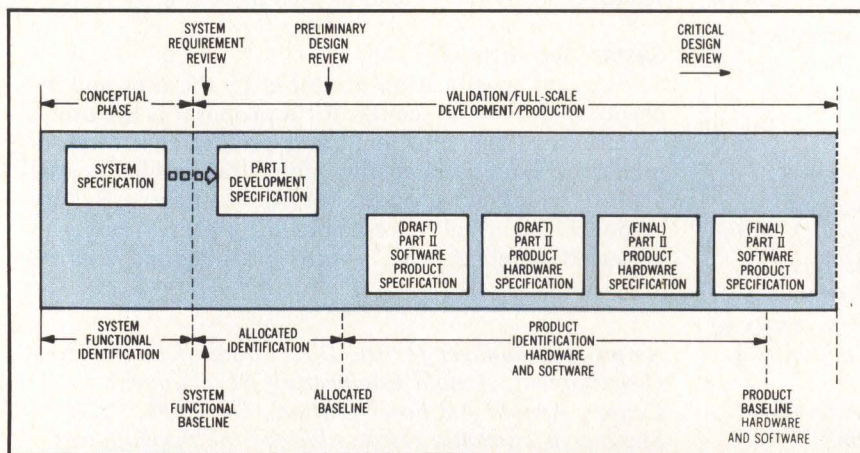 SYSTEM
REQUIREMENT
REVIEW
PRELIMINARY
DESIGN
REVIEW
CRITICAL
DESIGN
REVIEW
CONCEPTUAL
PHASE
VALIDATION/FULL-SCALE
DEVELOPMENT/PRODUCTION
SYSTEM
SPECIFICATION
PART I
DEVELOPMENT
SPECIFICATION
(DRAFT)
PART II
SOFTWARE
PRODUCT
SPECIFICATION
(DRAFT)
PART II
PRODUCT
HARDWARE
SPECIFICATION
(FINAL)
PART II
PRODUCT
HARDWARE
SPECIFICATION
(FINAL)
PART II
SOFTWARE
PRODUCT
SPECIFICATION
SYSTEM
FUNCTIONAL
IDENTIFICATION
ALLOCATED
IDENTIFICATION
PRODUCT
IDENTIFICATION
HARDWARE
AND SOFTWARE
SYSTEM
FUNCTIONAL
BASELINE
ALLOCATED
BASELINE
PRODUCT
BASELINE
HARDWARE
AND SOFTWARE